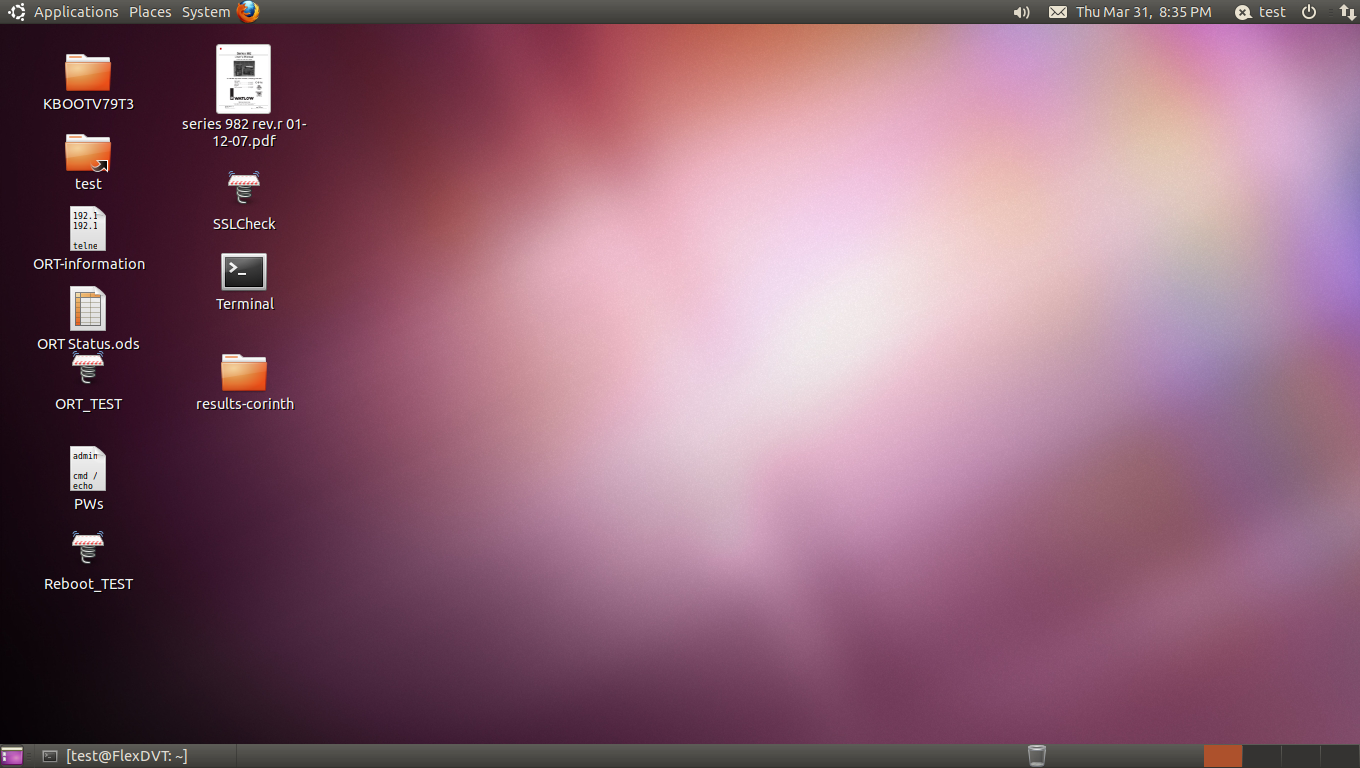 Applications Places System
Thu Mar 31, 8:35 PM
test
KBOOTV79T3
test
192.1
192.1
telne
ORT-information
ORT Status.ods
ORT_TEST
admin
cmd /
echo
PWs
Reboot_TEST
WATLOW
series 982 rev.r 01-
12-07.pdf
SSLCheck
>_
Terminal
results-corinth
[test@FlexDVT: ~]